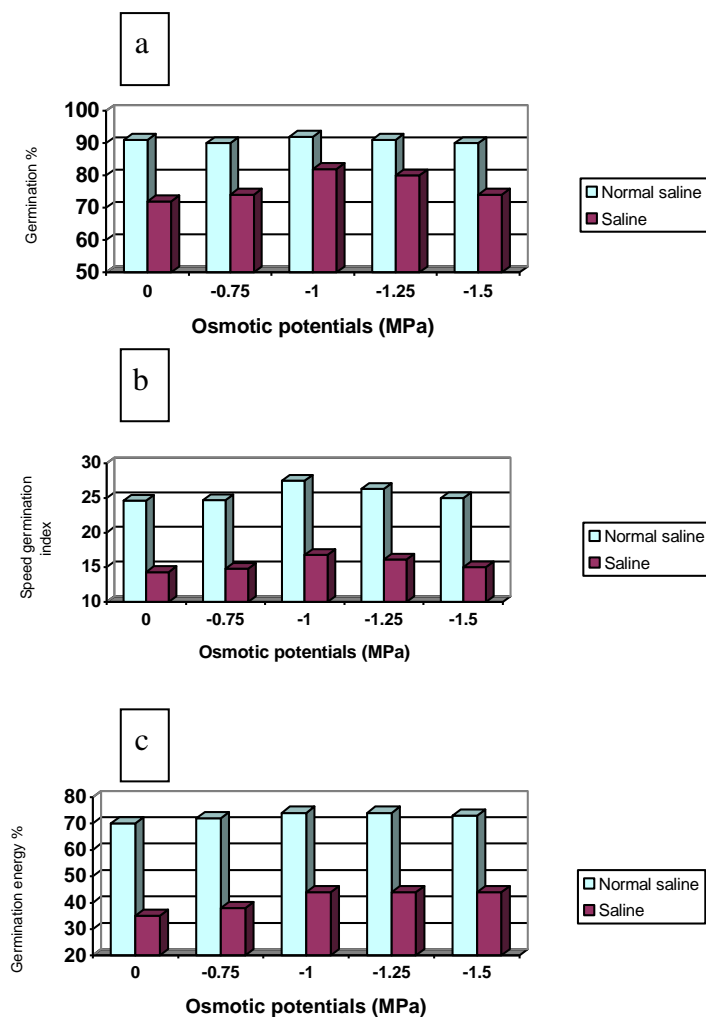 a
100
90
80
70
60
50
Germination %
0 -0.75 -1 -1.25 -1.5
Osmotic potentials (MPa)
Normal saline
Saline
b
30
25
20
15
10
Speed germination
index
0 -0.75 -1 -1.25 -1.5
Osmotic potentials (MPa)
Normal saline
Saline
c
80
70
60
50
40
30
20
Germination energy %
0 -0.75 -1 -1.25 -1.5
Osmotic potentials (MPa)
Normal saline
Saline